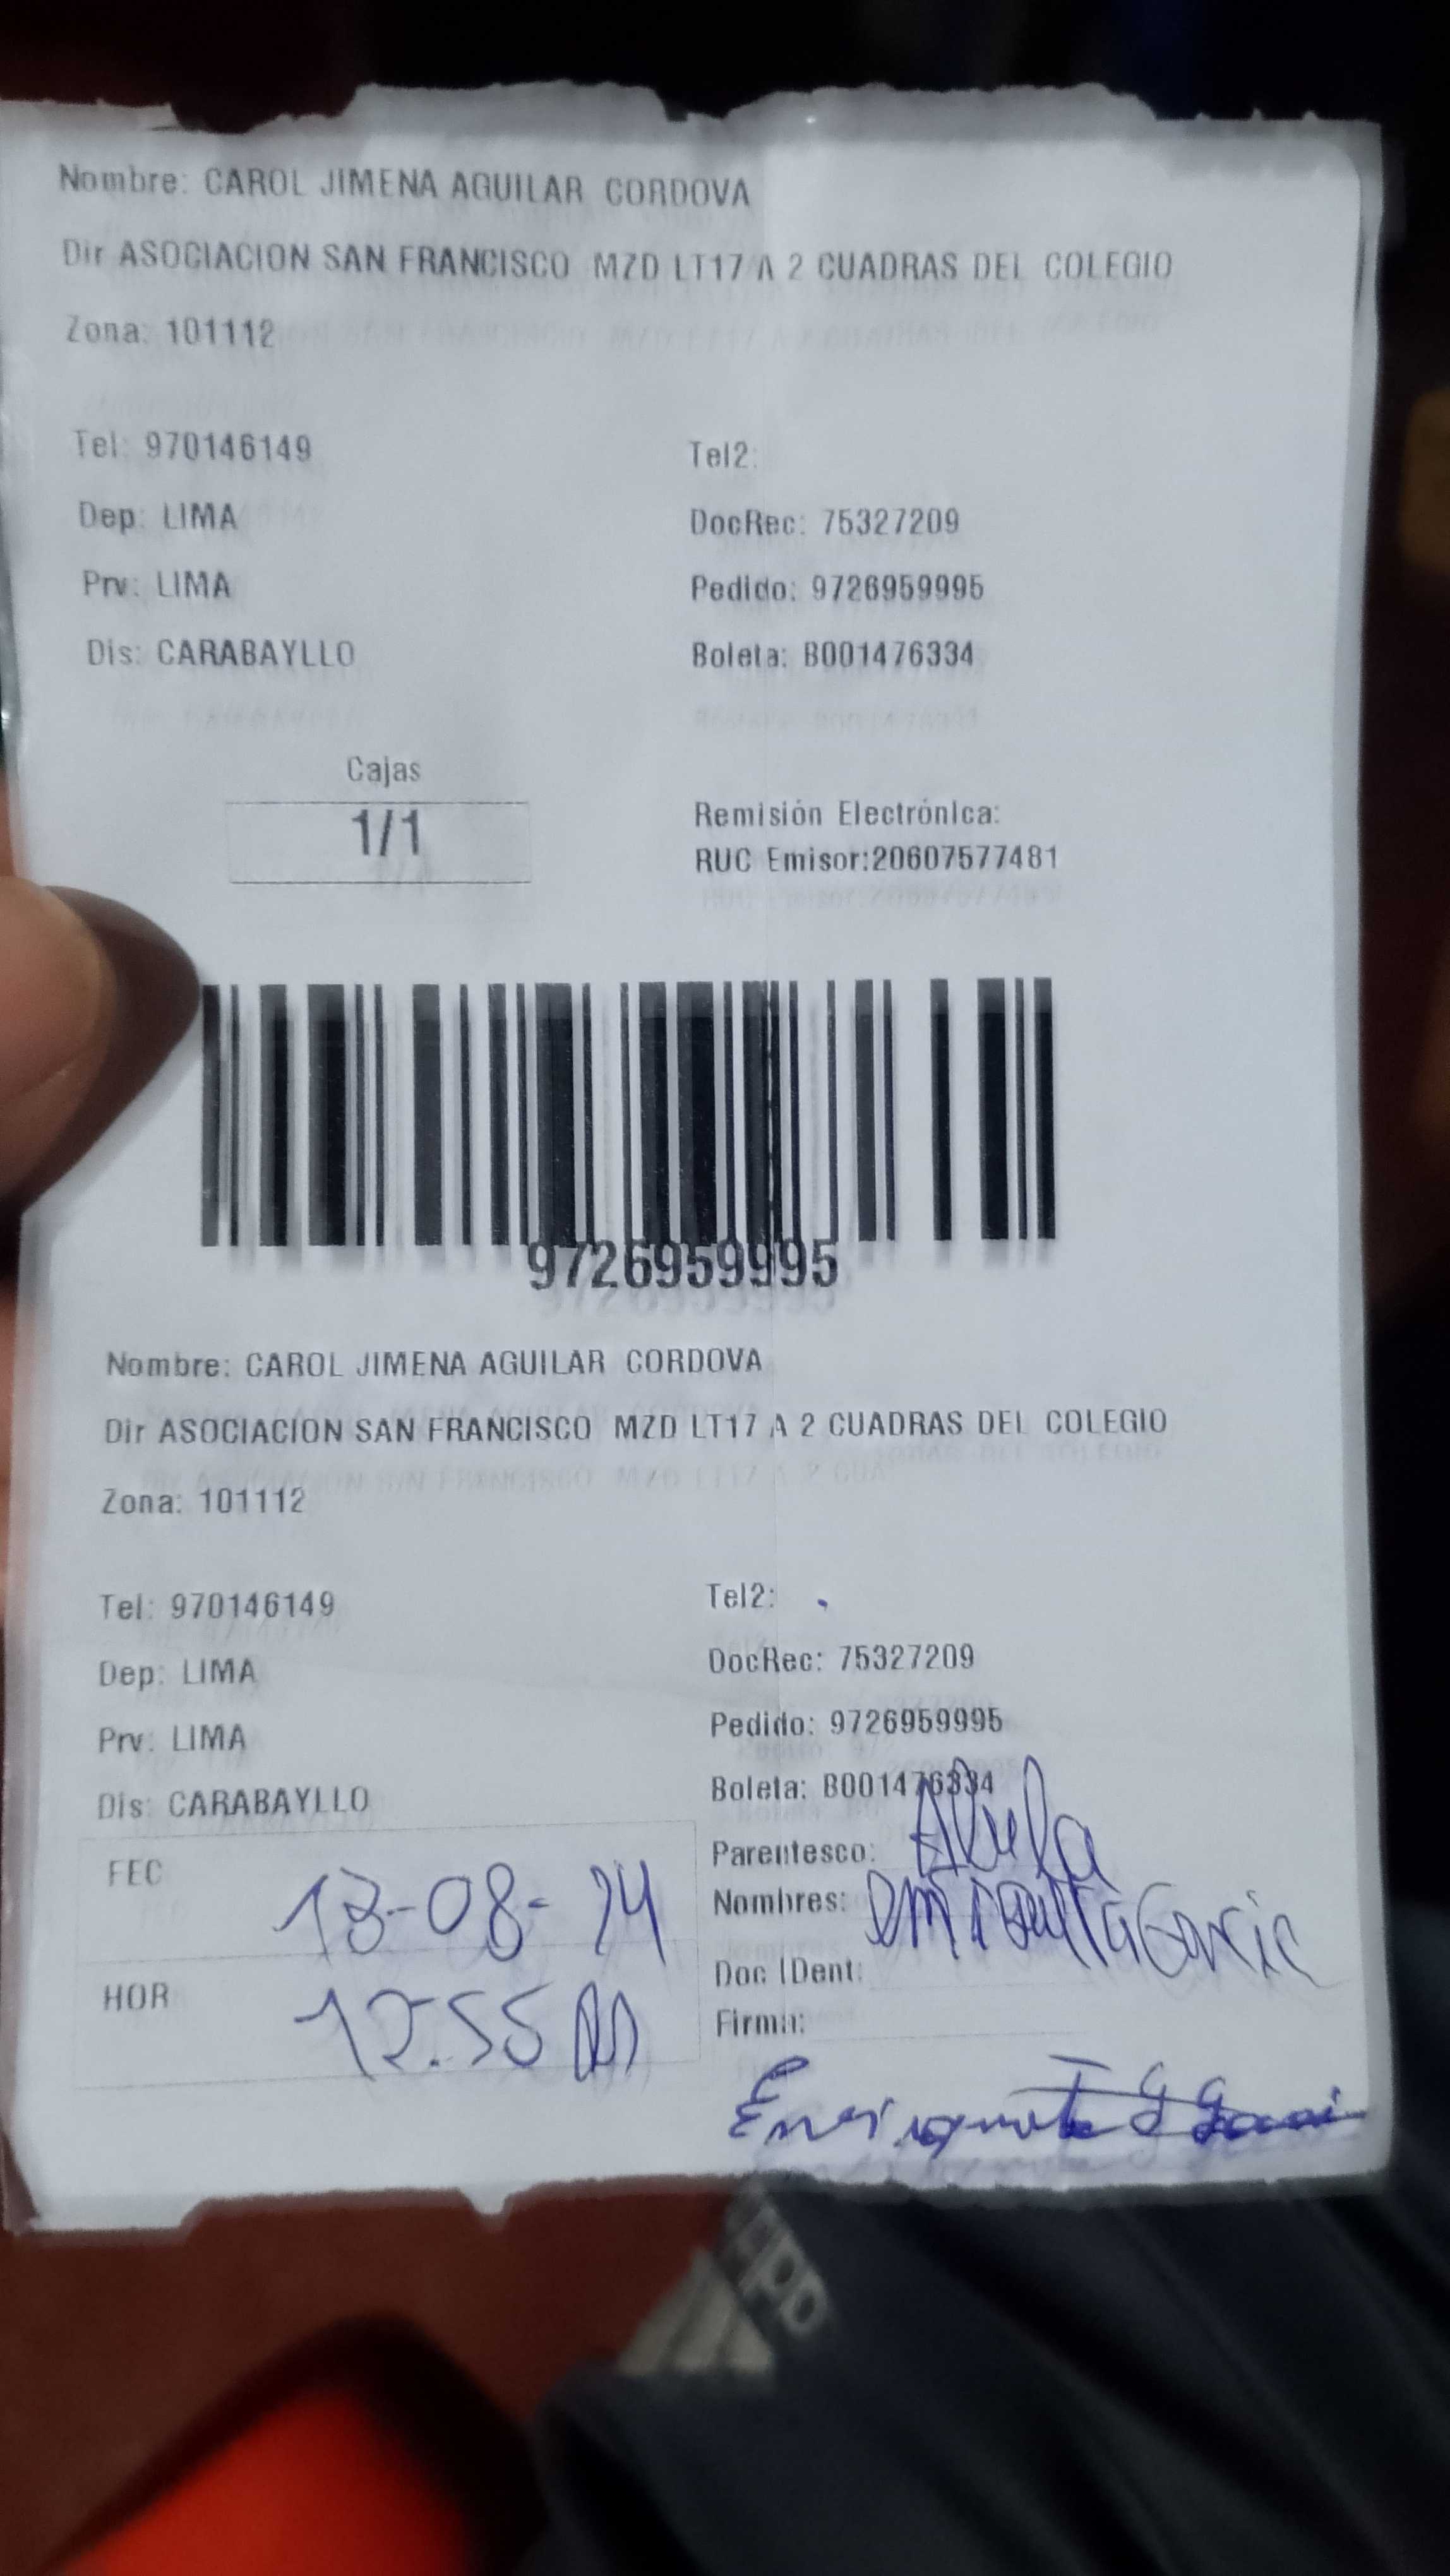 Nombre: CAROL JIMENA AGUILAR CORDOVA
Dir ASOCIACION SAN FRANCISCO MZD LT17 A 2 CUADRAS DEL COLEGIO
Zona: 101112
Tel: 970146149 Tel2:
Dep: LIMA DocRec: 75327209
Prv: LIMA Pedido: 9726959995
Dis: CARABAYLLO Boleta: B001476334
Cajas
1/1
Remisión Electrónica:
RUC Emisor:20607577481
9726959995
Nombre: CAROL JIMENA AGUILAR CORDOVA
Dir ASOCIACION SAN FRANCISCO MZD LT17 A 2 CUADRAS DEL COLEGIO
Zona: 101112
Tel: 970146149 Tel2:
Dep: LIMA DocRec: 75327209
Prv: LIMA Pedido: 9726959995
Dis: CARABAYLLO Boleta: B001476334
FEC 13-08-24
HOR 12:55
Parentesco:
Nombres: Garcia
Doc IDent:
Firma: